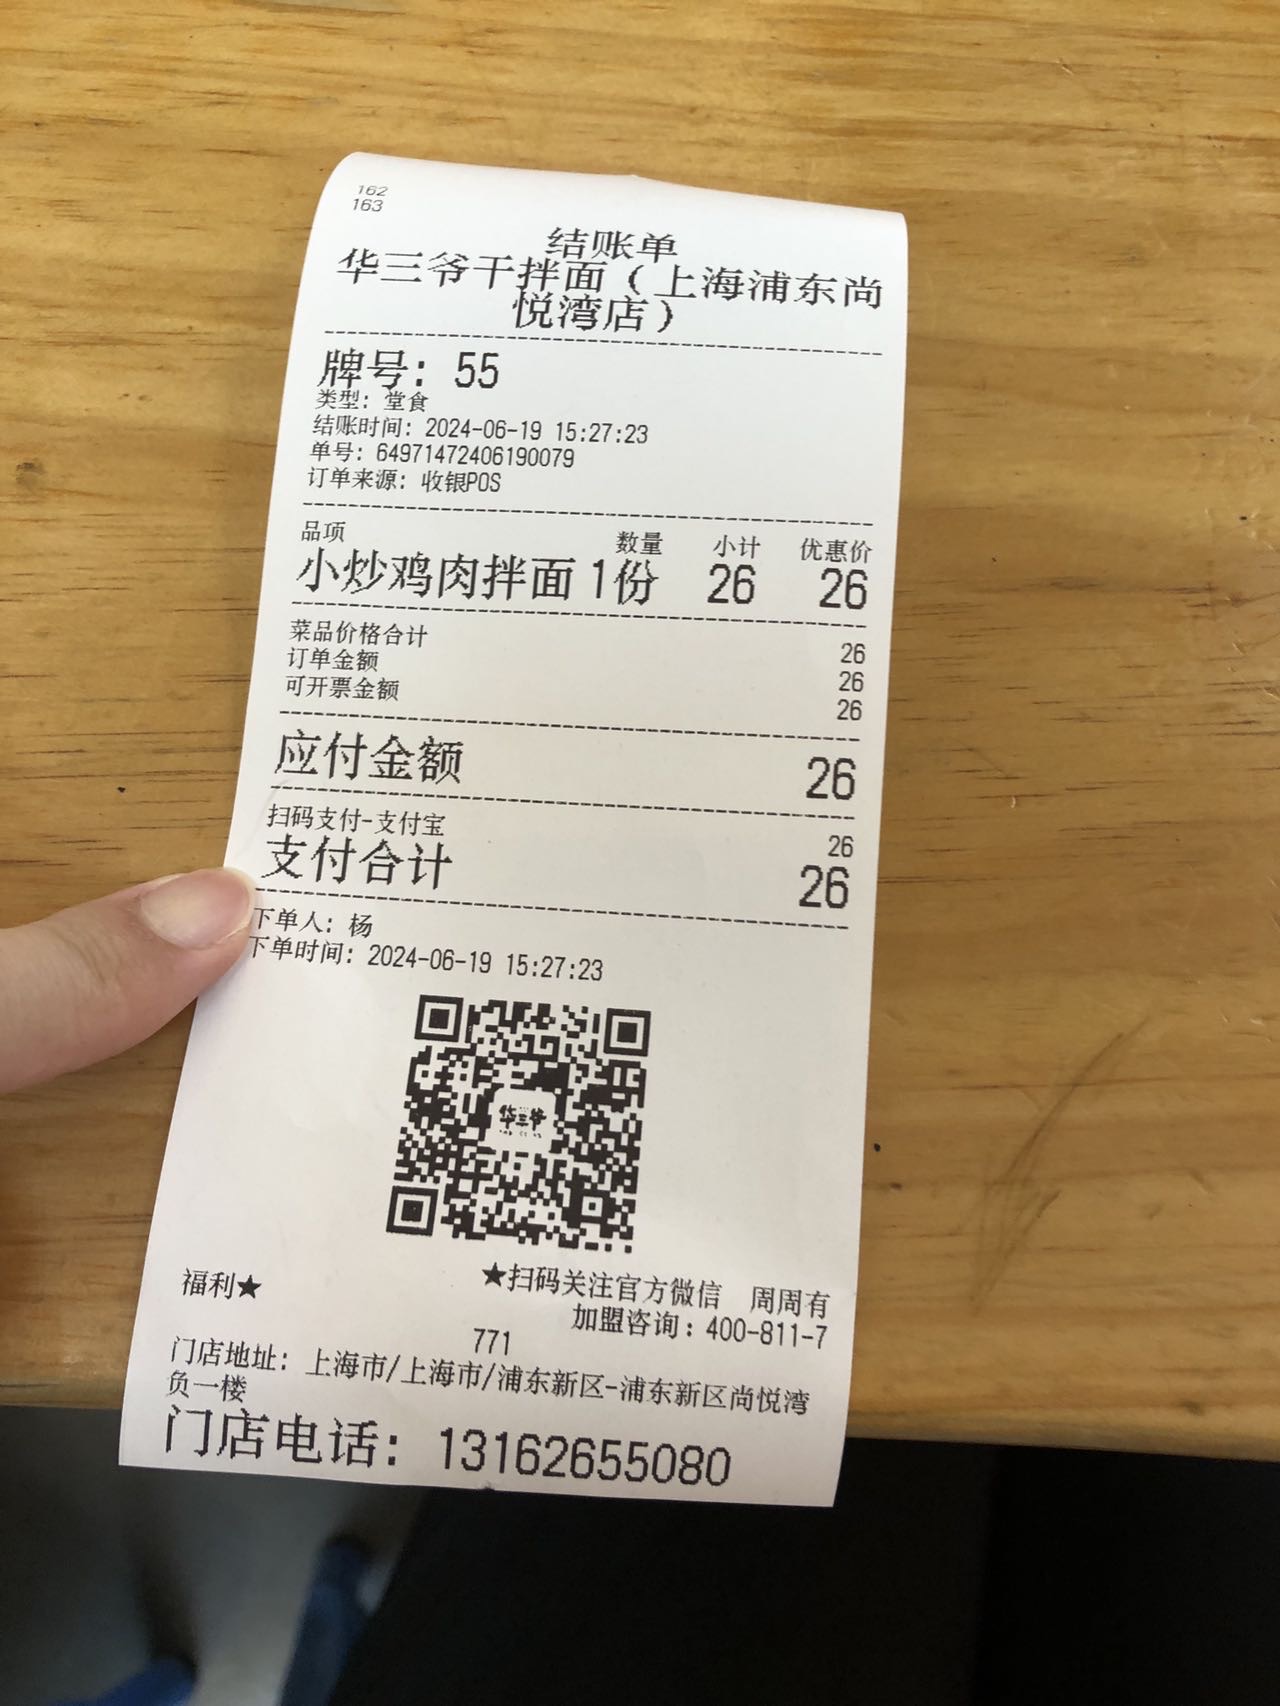 162
163
结账单
华三爷干拌面（上海浦东尚
悦湾店）
牌号：55
类型：堂食
结账时间：2024-06-19 15:27:23
单号：64971472406190079
订单来源：收银POS
品项 数量 小计 优惠价
小炒鸡肉拌面 1份 26 26
菜品价格合计 26
订单金额 26
可开票金额 26
应付金额 26
扫码支付-支付宝 26
支付合计 26
下单人：杨
下单时间：2024-06-19 15:27:23
华三爷
★扫码关注官方微信 周周有
福利★
加盟咨询：400-811-7
771
门店地址：上海市/上海市/浦东新区-浦东新区尚悦湾
负一楼
门店电话：13162655080